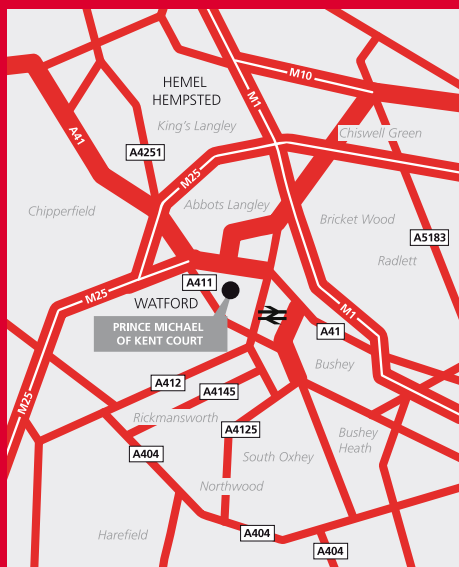 M10
HEMEL
HEMPSTED
M1
King's Langley
A41
Chiswell Green
A4251
M25
Chipperfield
Abbots Langley
Bricket Wood
A5183
Radlett
A411
M25
WATFORD
M1
PRINCE MICHAEL
OF KENT COURT
A41
Bushey
A412
A4145
M25
Rickmansworth
A4125
Bushey
Heath
A404
South Oxhey
Northwood
Harefield
A404
A404